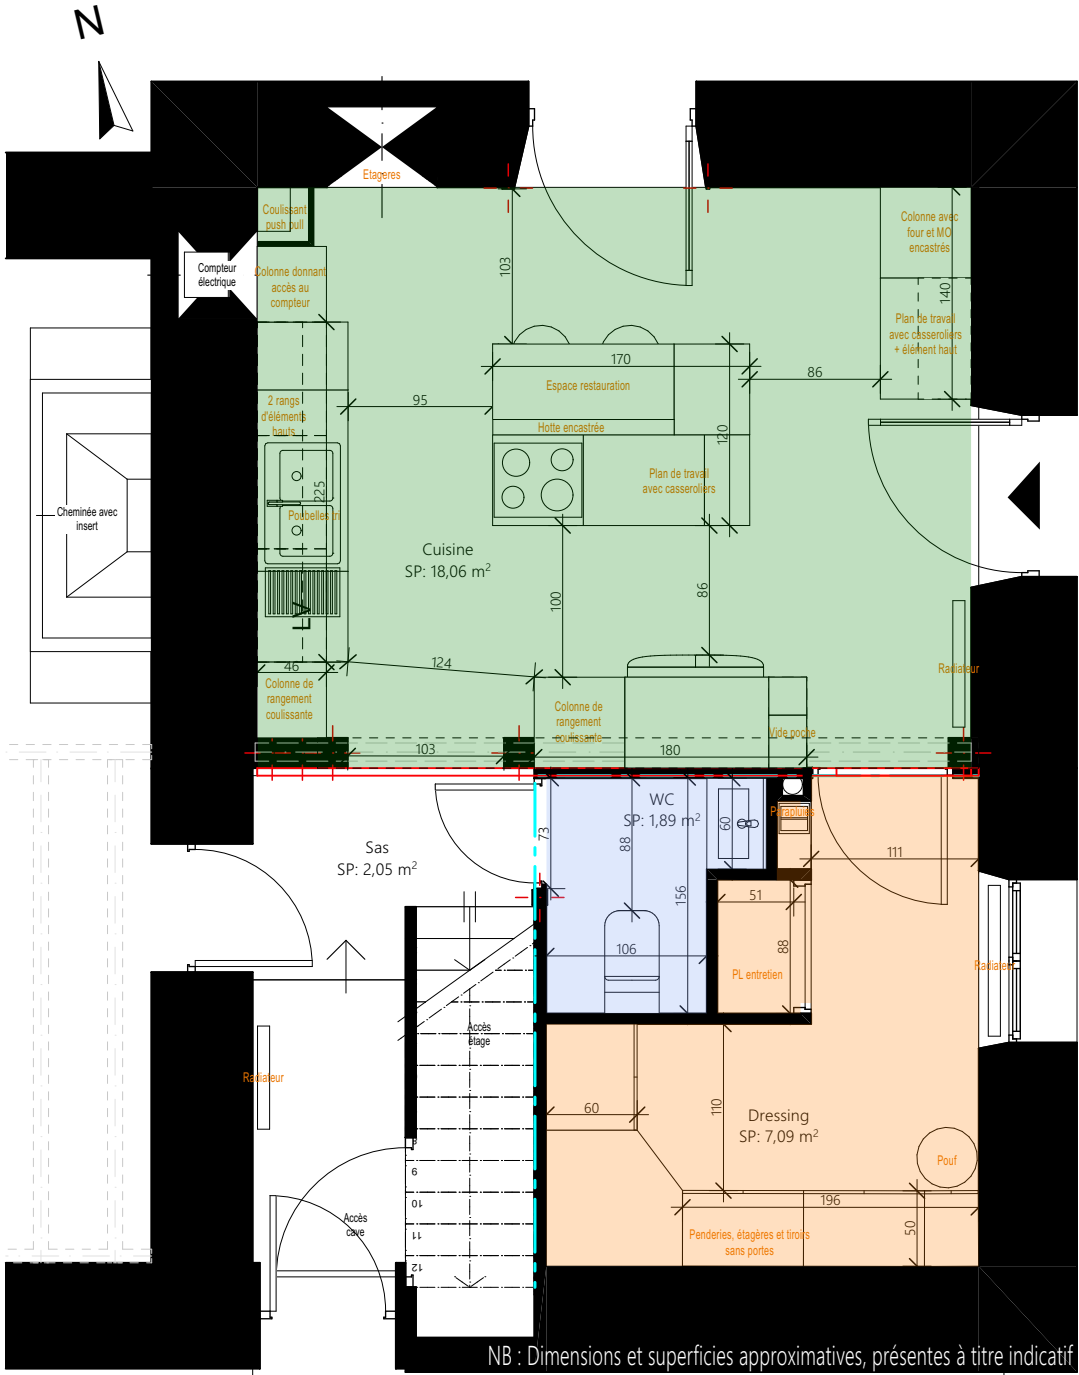 N
Etageres
Coulissant
push pull
Colonne avec
four et MO
encastrés
Compteur
électrique
Colonne donnant
accès au
compteur
103
140
Plan de travail
avec casseroliers
+ élément haut
170
86
Espace restauration
95
2 rangs
d'éléments
hauts
Hotte encastrée
120
Plan de travail
avec casseroliers
225
Poubelles tri
Cheminée avec
insert
Cuisine
SP: 18,06 m²
100
86
LV
46
124
Radiateur
Colonne de
rangement
coulissante
Colonne de
rangement
coulissante
Vide poche
103
180
WC
SP: 1,89 m²
Parapluies
60
73
88
Sas
SP: 2,05 m²
111
156
51
88
106
PL entretien
Radiateur
Accès
étage
Radiateur
60
110
Dressing
SP: 7,09 m²
8
9
10
11
12
Pouf
Accès
cave
196
50
Penderies, étagères et tiroirs
sans portes
NB : Dimensions et superficies approximatives, présentes à titre indicatif